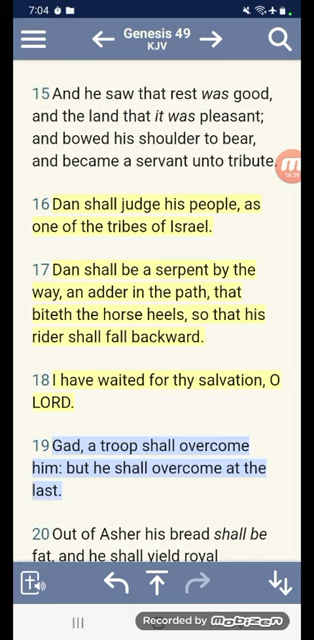 7:04
Genesis 49
KJV
15 And he saw that rest was good,
and the land that it was pleasant;
and bowed his shoulder to bear,
and became a servant unto tribute.
16:39
16 Dan shall judge his people, as
one of the tribes of Israel.
17 Dan shall be a serpent by the
way, an adder in the path, that
biteth the horse heels, so that his
rider shall fall backward.
18 I have waited for thy salvation, O
LORD.
19 Gad, a troop shall overcome
him: but he shall overcome at the
last.
20 Out of Asher his bread shall be
fat, and he shall yield royal
Recorded by mobizen